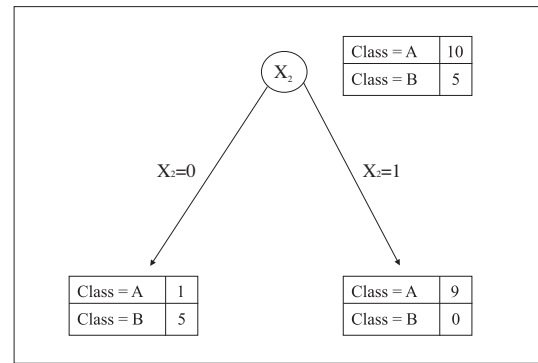 X₂
Class = A 10
Class = B 5
X₂=0
X₂=1
Class = A 1
Class = B 5
Class = A 9
Class = B 0